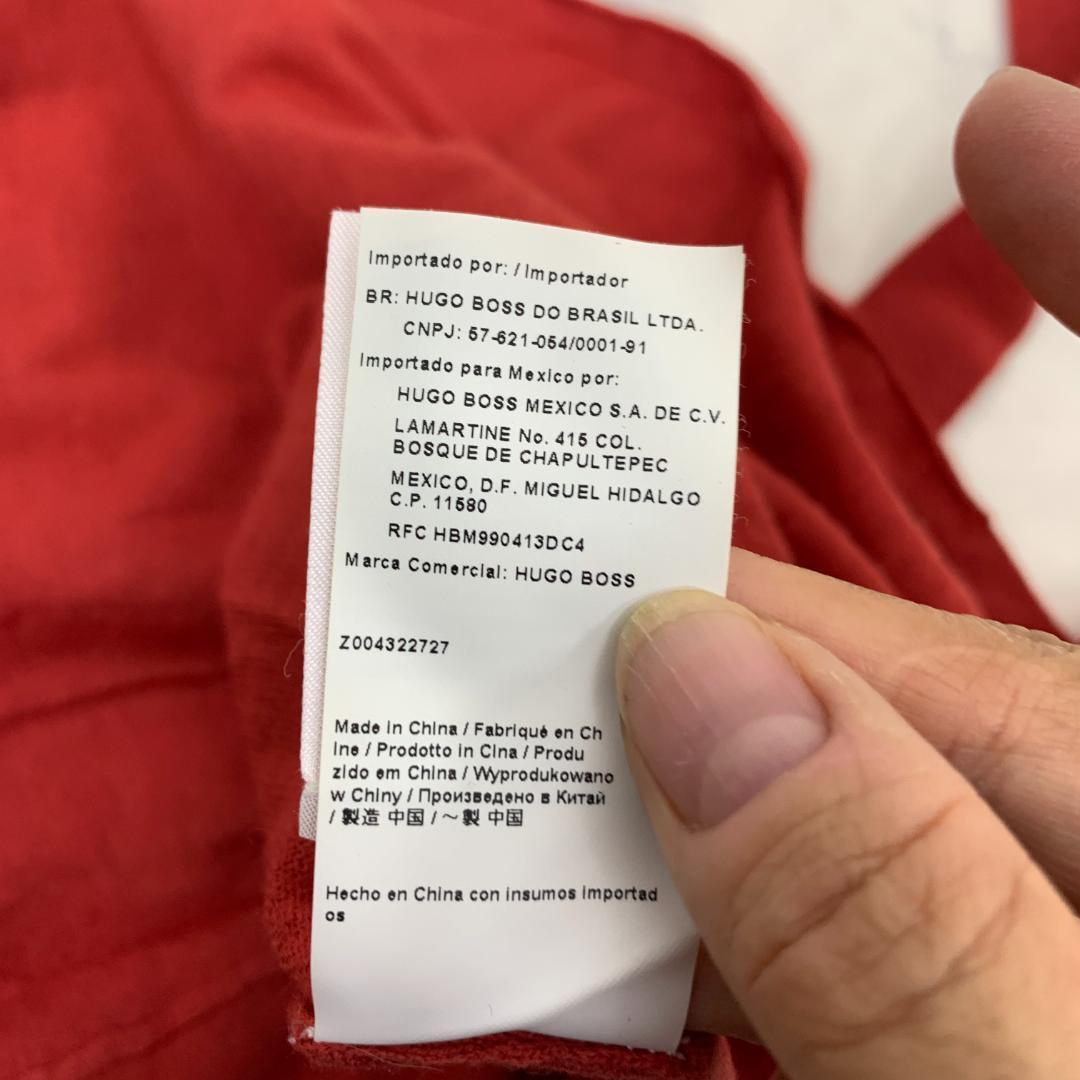 Importado por: / Importador
BR: HUGO BOSS DO BRASIL LTDA.
CNPJ: 57-621-054/0001-91
Importado para Mexico por:
HUGO BOSS MEXICO S.A. DE C.V.
LAMARTINE No. 415 COL.
BOSQUE DE CHAPULTEPEC
MEXICO, D.F. MIGUEL HIDALGO
C.P. 11580
RFC HBM990413DC4
Marca Comercial: HUGO BOSS
Z004322727
Made in China / Fabriqué en Ch
ine / Prodotto in Cina / Produ
zido em China / Wyprodukowano
w Chiny / Произведено в Китай
/ 製造 中国 / ～製 中国
Hecho en China con insumos importad
os